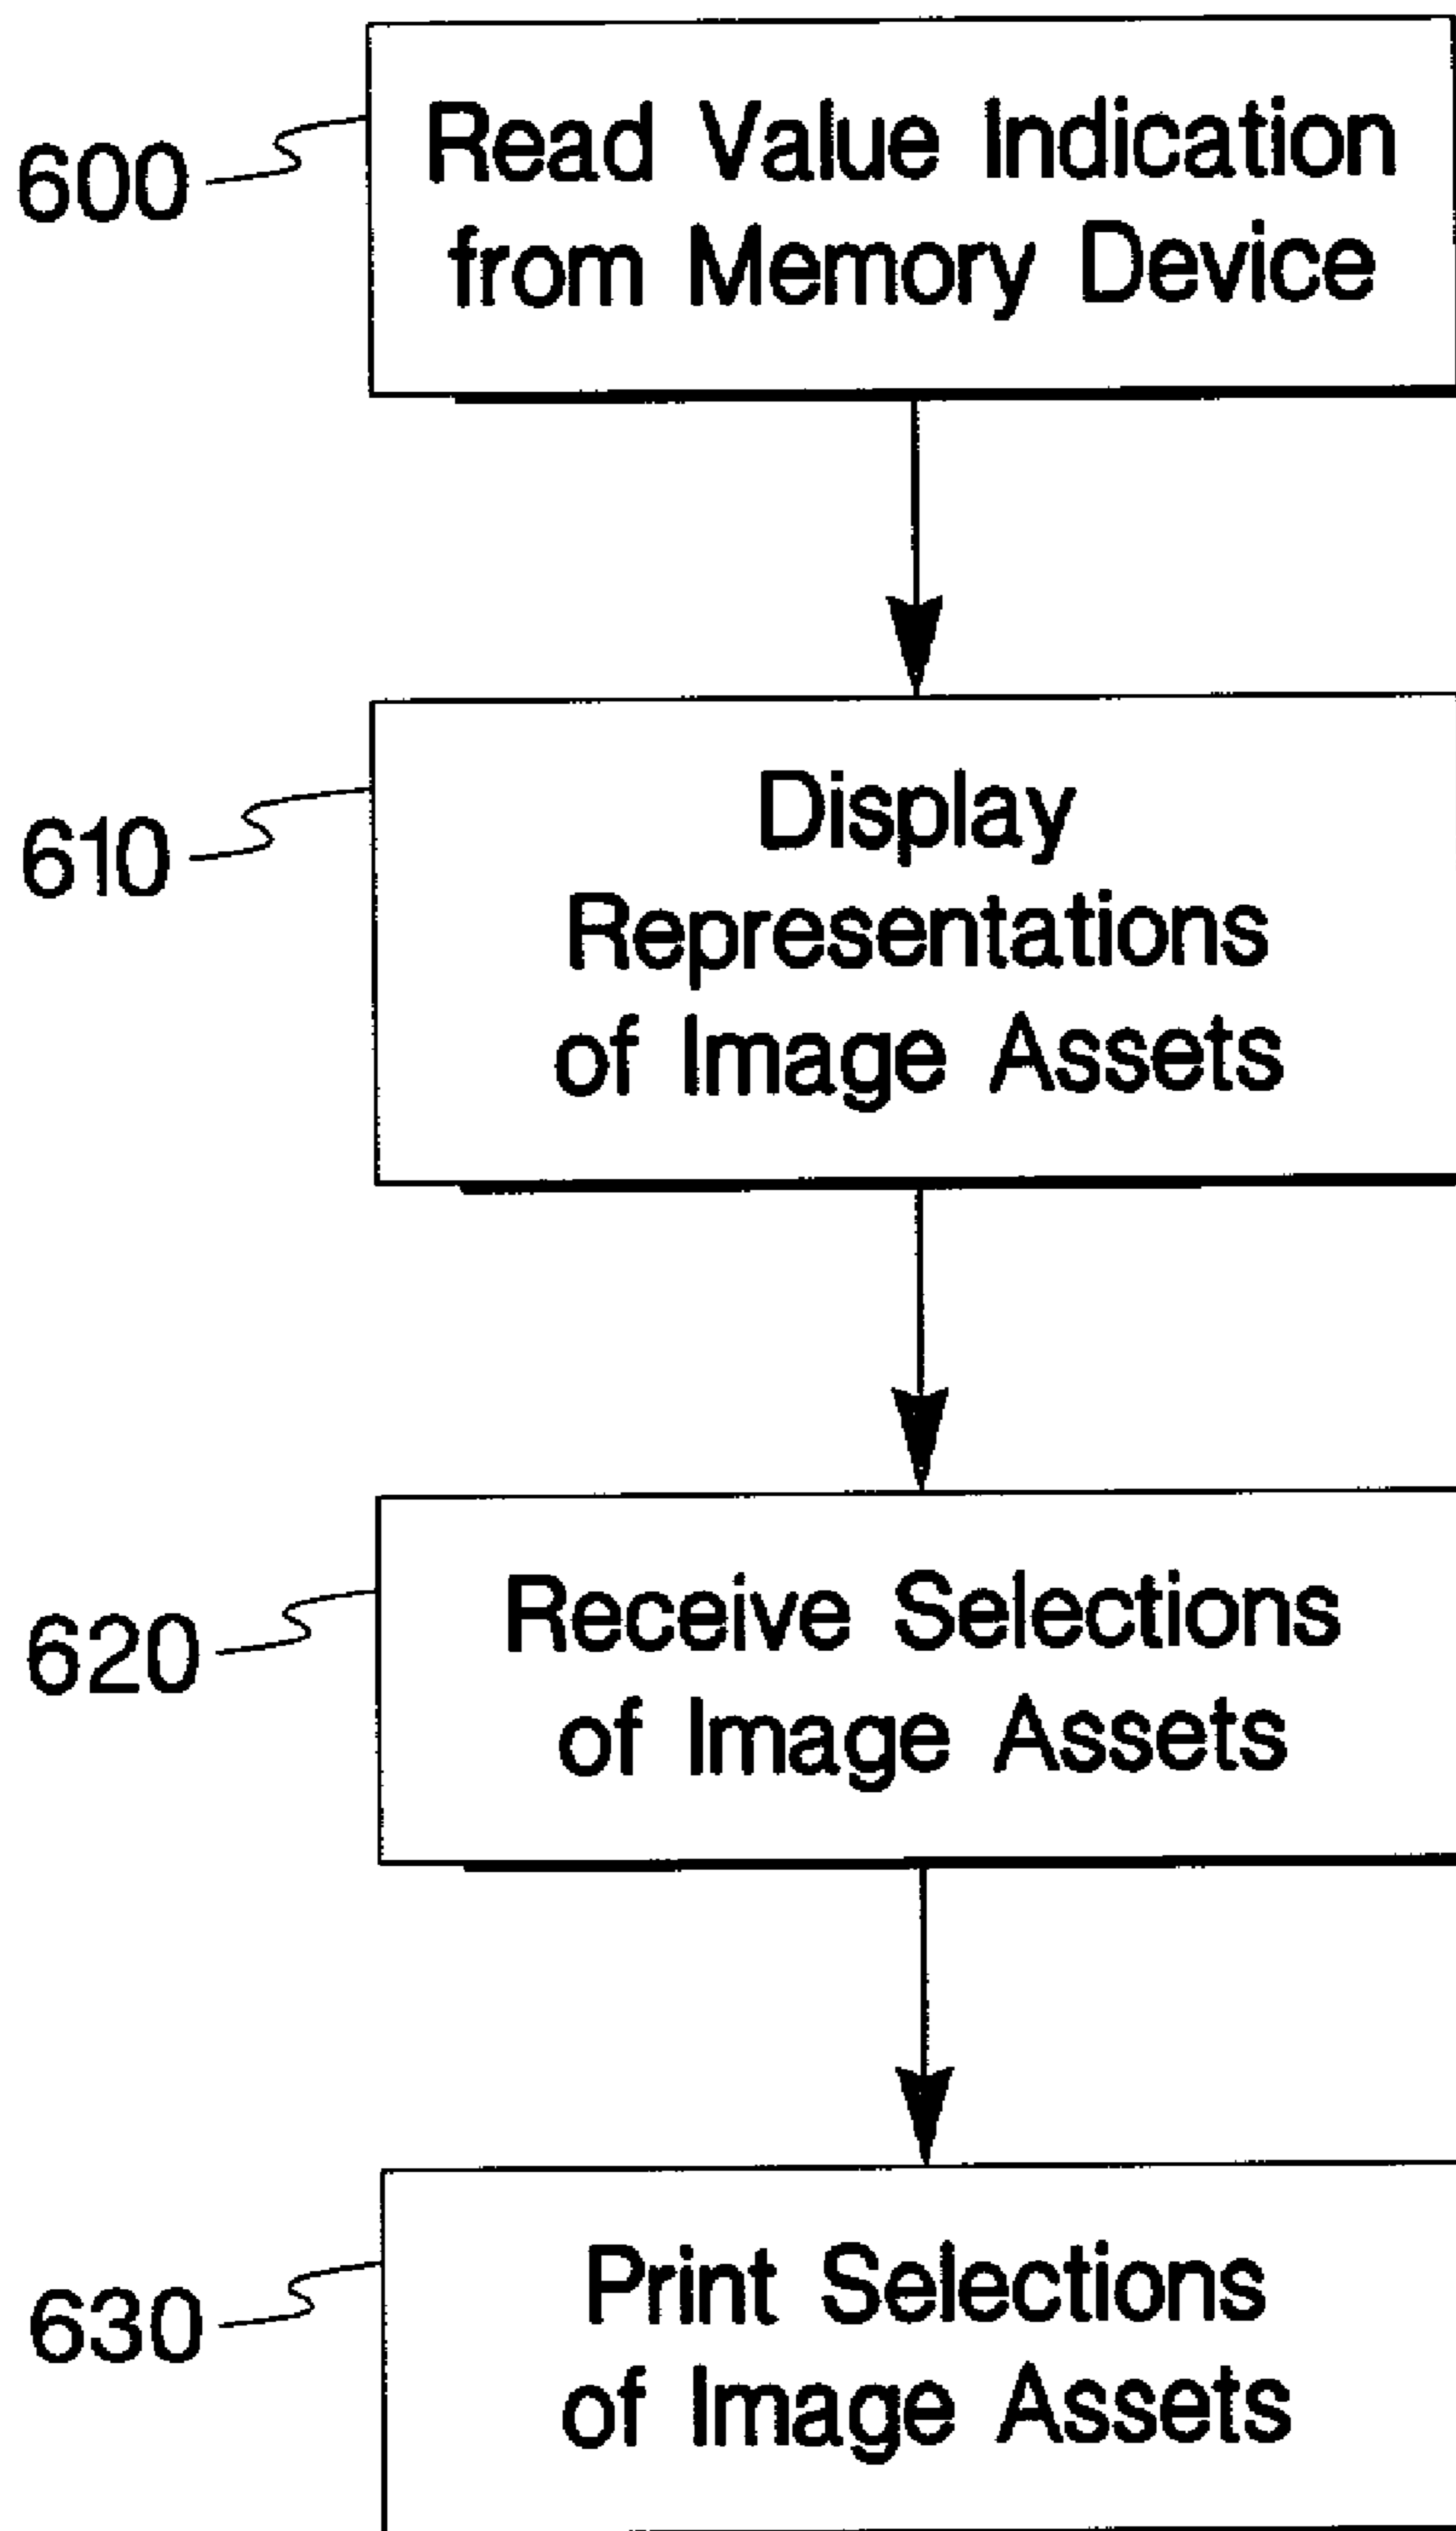 600
Read Value Indication
from Memory Device
610
Display
Representations
of Image Assets
620
Receive Selections
of Image Assets
630
Print Selections
of Image Assets